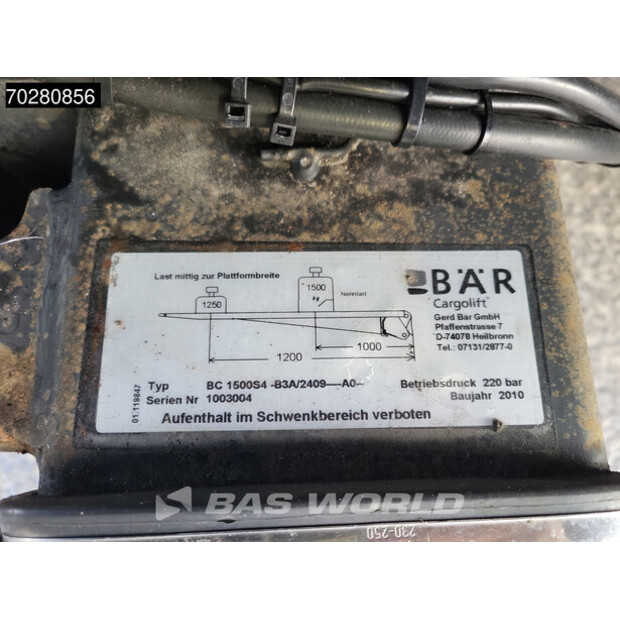 70280856
Last mittig zur Plattformbreite
1250
1500
kg
Nennlast
1000
1200
BÄR
Cargolift
Gerd Bär GmbH
Pfaffenstrasse 7
D-74078 Heilbronn
Tel.: 07131/2877-0
Typ BC 1500S4 -B3A/2409-—A0– Betriebsdruck 220 bar
Serien Nr 1003004 Baujahr 2010
01.119847
Aufenthalt im Schwenkbereich verboten
BAS WORLD
230-250